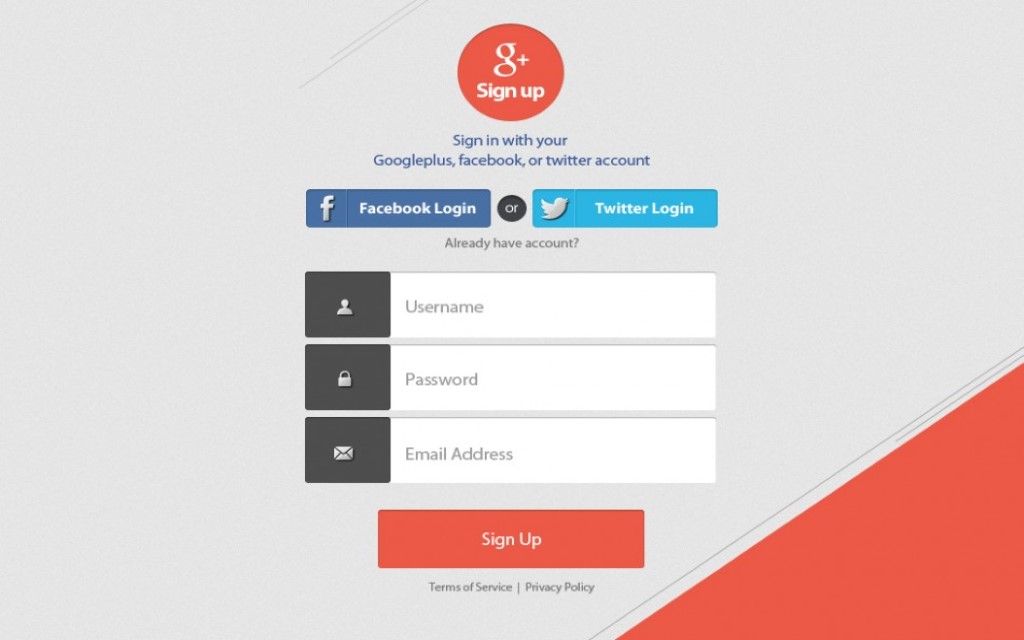 g+
Sign up
Sign in with your
Googleplus, facebook, or twitter account
f Facebook Login or Twitter Login
Already have account?
Username
Password
Email Address
Sign Up
Terms of Service | Privacy Policy